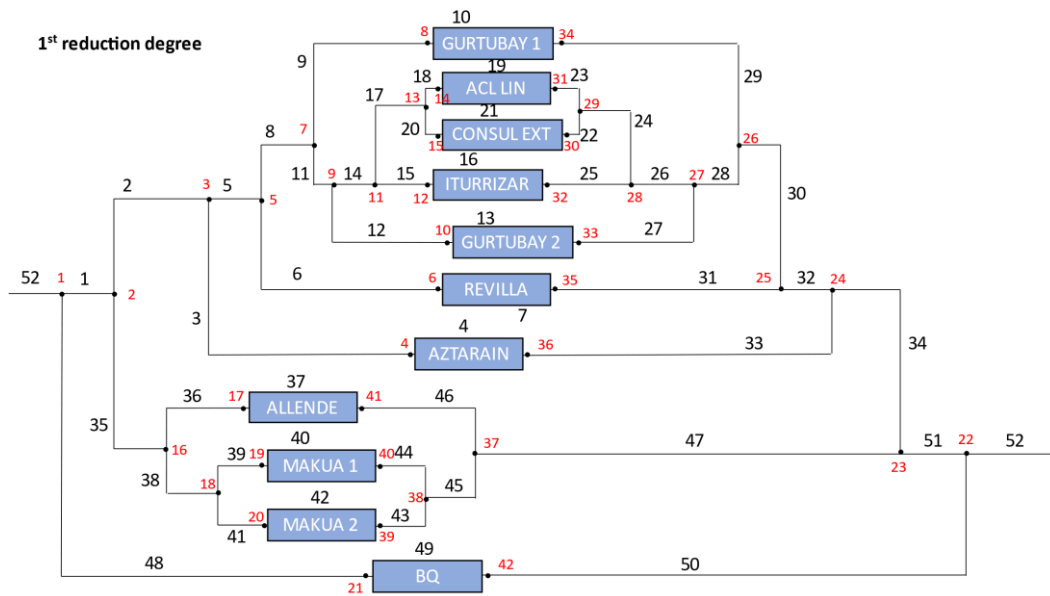 10
1st reduction degree
8 GURTUBAY 1 34
9
19
18 ACL LIN 31 23
17 13 14 29
29
21
20 CONSUL EXT 22 24
15 30
8 7 26
16
11 9 14 15 ITURRIZAR 25 26 27 28
11 12 32 28
2 3 5 5
13
30
12 10 GURTUBAY 2 33 27
6 6 REVILLA 35 31 25 32 24
52 1 1 2
7
3 4
4 AZTARAIN 36 33 34
37
36 17 ALLENDE 41 46
35
16 40 37 47 51 22 52
39 19 MAKUA 1 40 44 23
38 18
42 38 45
20 MAKUA 2 43
41 39
49
48 BQ 42 50
21